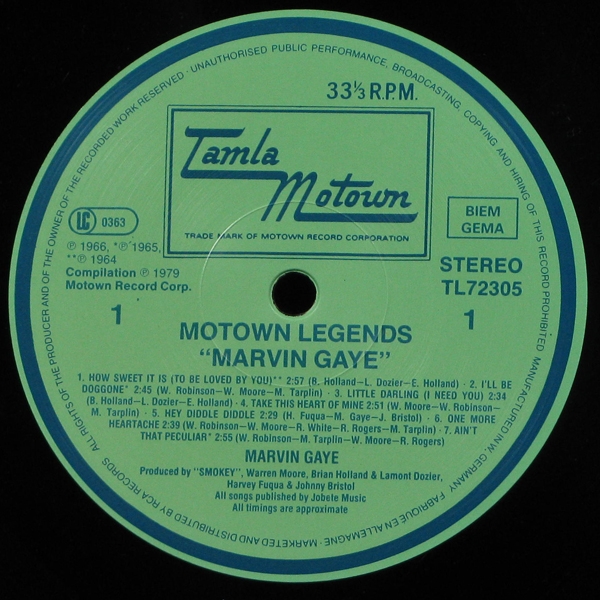 ALL RIGHTS OF THE PRODUCER AND OF THE OWNER OF THE RECORDED WORK RESERVED · UNAUTHORISED PUBLIC PERFORMANCE, BROADCASTING, COPYING AND HIRING OF THIS RECORD PROHIBITED
33⅓ R.P.M.
Tamla
Motown
TRADE MARK OF MOTOWN RECORD CORPORATION
LC 0363
BIEM
GEMA
℗ 1966, *℗ 1965,
**℗ 1964
Compilation ℗ 1979
Motown Record Corp.
STEREO
TL72305
1
1
MOTOWN LEGENDS
“MARVIN GAYE”
1. HOW SWEET IT IS (TO BE LOVED BY YOU)** 2:57 (B. Holland–L. Dozier–E. Holland) · 2. I'LL BE
DOGGONE* 2:45 (W. Robinson–W. Moore–M. Tarplin) · 3. LITTLE DARLING (I NEED YOU) 2:34
(B. Holland–L. Dozier–E. Holland) · 4. TAKE THIS HEART OF MINE 2:51 (W. Moore–W. Robinson–
M. Tarplin) · 5. HEY DIDDLE DIDDLE 2:29 (H. Fuqua–M. Gaye–J. Bristol) · 6. ONE MORE
HEARTACHE 2:39 (W. Robinson–W. Moore–R. White–R. Rogers–M. Tarplin) · 7. AIN'T
THAT PECULIAR* 2:55 (W. Robinson–M. Tarplin–W. Moore–R. Rogers)
MARVIN GAYE
Produced by "SMOKEY", Warren Moore, Brian Holland & Lamont Dozier,
Harvey Fuqua & Johnny Bristol
All songs published by Jobete Music
All timings are approximate
MANUFACTURED IN W. GERMANY · FABRIQUE EN ALLEMAGNE · MARKETED AND DISTRIBUTED BY RCA RECORDS